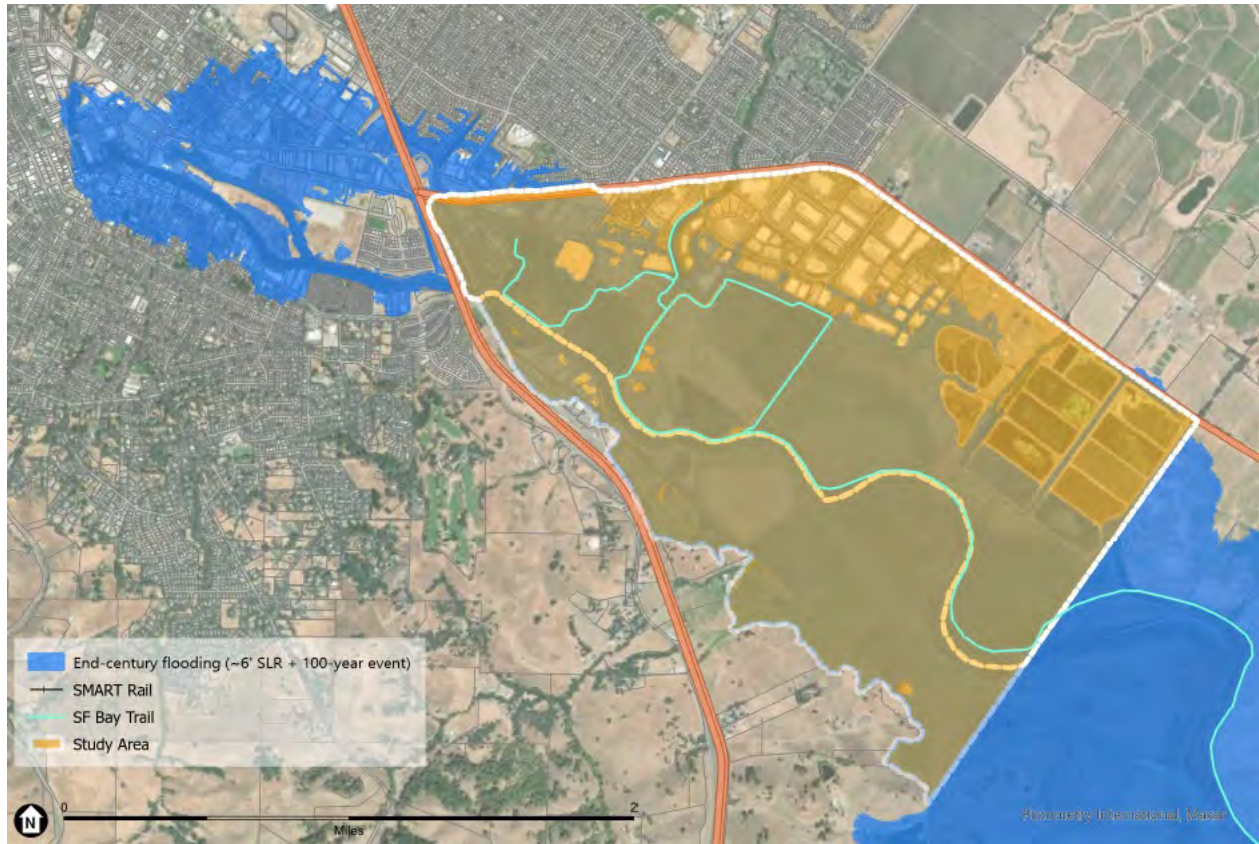 End-century flooding (~6' SLR + 100-year event)
SMART Rail
SF Bay Trail
Study Area
N
0
2
Miles
Pictometry International, Maxar